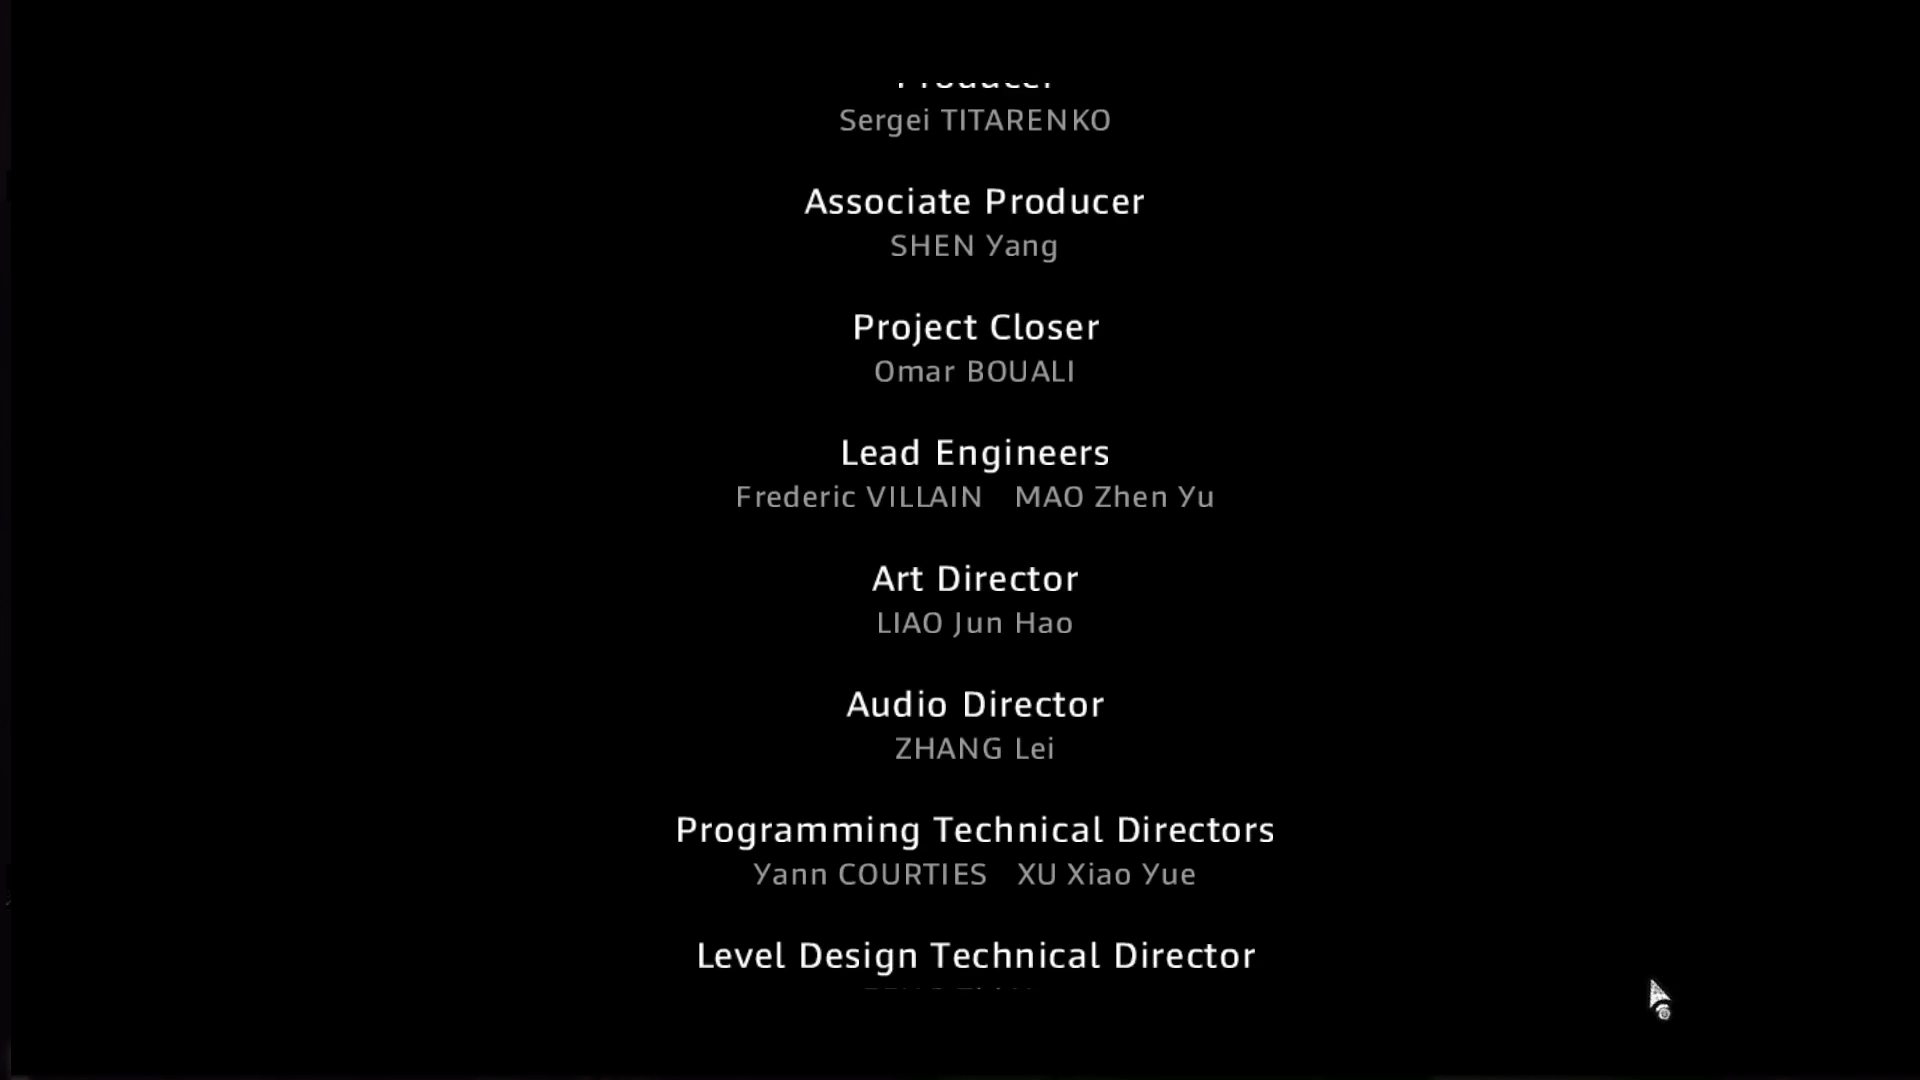 Producer
Sergei TITARENKO
Associate Producer
SHEN Yang
Project Closer
Omar BOUALI
Lead Engineers
Frederic VILLAIN MAO Zhen Yu
Art Director
LIAO Jun Hao
Audio Director
ZHANG Lei
Programming Technical Directors
Yann COURTIES XU Xiao Yue
Level Design Technical Director